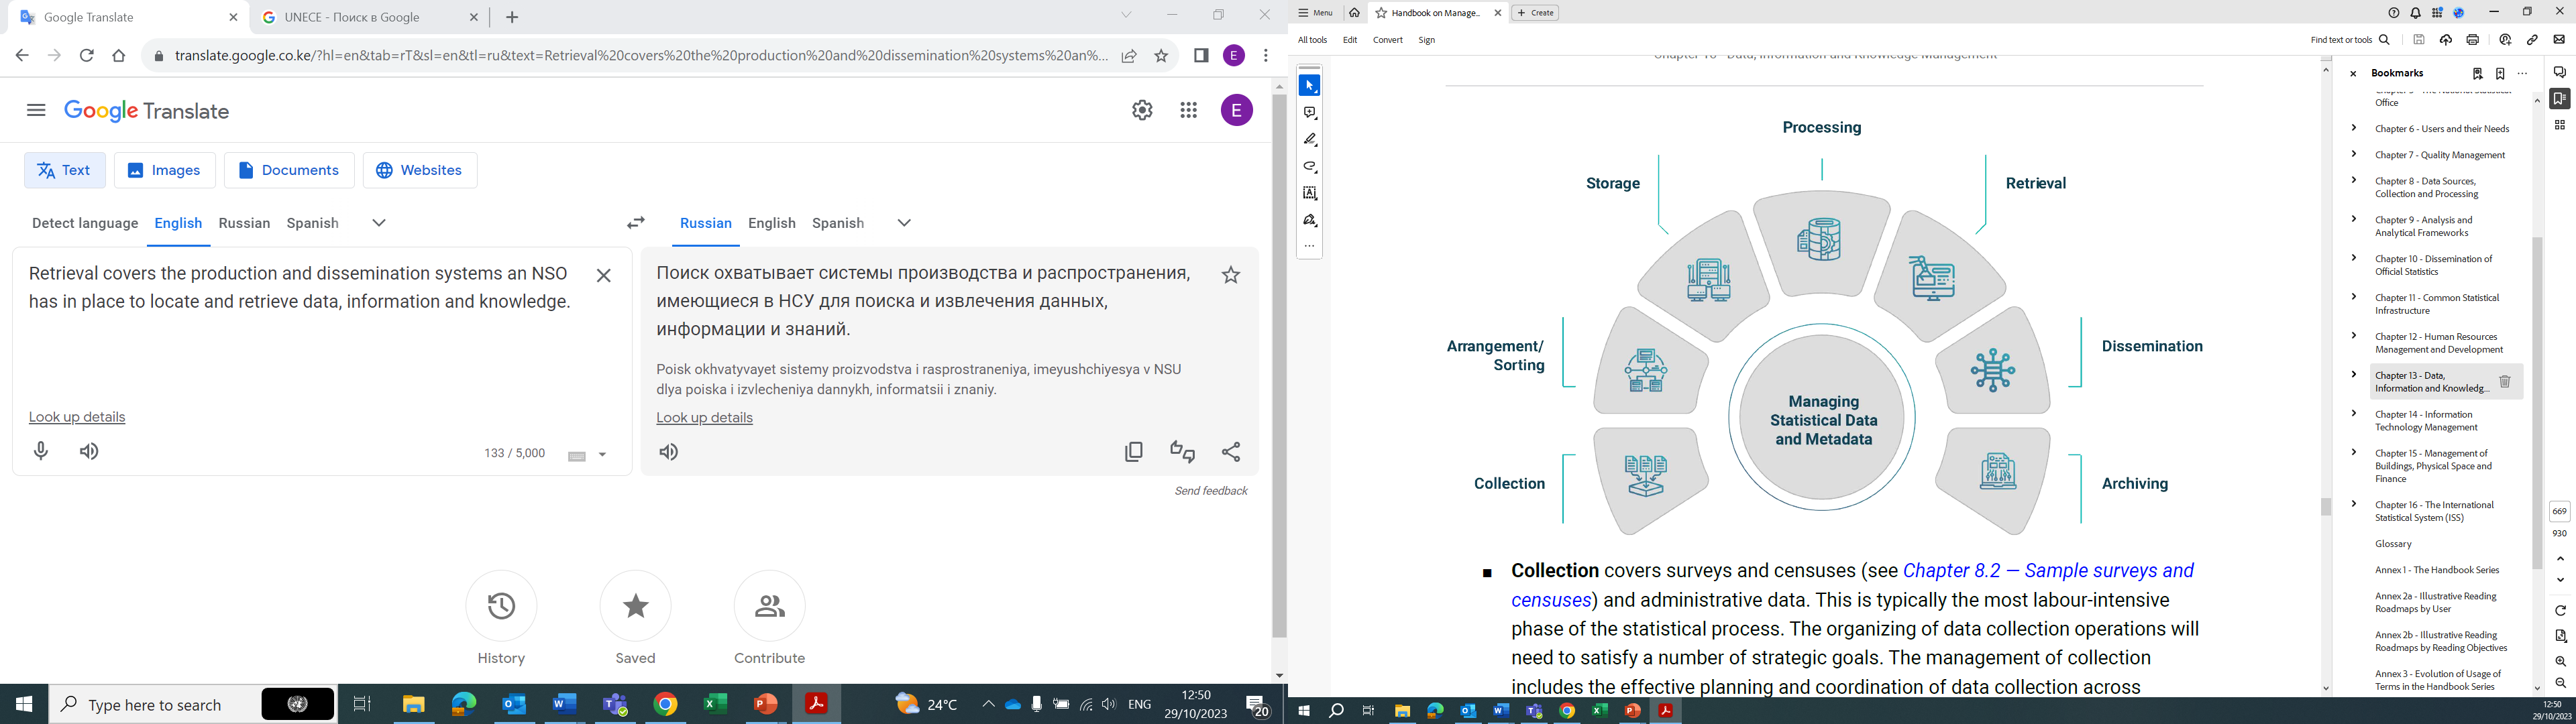 Google Translate
UNECE - Поиск в Google
translate.google.co.ke/?hl=en&tab=rT&sl=en&tl=ru&text=Retrieval%20covers%20the%20production%20and%20dissemination%20systems%20an%...
E
Google Translate
E
Text
Images
Documents
Websites
Detect language English Russian Spanish
Russian English Spanish
Retrieval covers the production and dissemination systems an NSO
has in place to locate and retrieve data, information and knowledge.
Look up details
133 / 5,000
Поиск охватывает системы производства и распространения,
имеющиеся в НСУ для поиска и извлечения данных,
информации и знаний.
Poisk okhvatyvayet sistemy proizvodstva i rasprostraneniya, imeyushchiyesya v NSU
dlya poiska i izvlecheniya dannykh, informatsii i znaniy.
Look up details
Send feedback
History
Saved
Contribute
Type here to search
24°C
ENG
12:50
29/10/2023
20
Menu
Handbook on Manage...
+ Create
All tools Edit Convert Sign
Find text or tools
Processing
Storage
Retrieval
Arrangement/
Sorting
Dissemination
Managing
Statistical Data
and Metadata
Collection
Archiving
■ Collection covers surveys and censuses (see Chapter 8.2 — Sample surveys and
censuses) and administrative data. This is typically the most labour-intensive
phase of the statistical process. The organizing of data collection operations will
need to satisfy a number of strategic goals. The management of collection
includes the effective planning and coordination of data collection across
Bookmarks
Office
Chapter 6 - Users and their Needs
Chapter 7 - Quality Management
Chapter 8 - Data Sources,
Collection and Processing
Chapter 9 - Analysis and
Analytical Frameworks
Chapter 10 - Dissemination of
Official Statistics
Chapter 11 - Common Statistical
Infrastructure
Chapter 12 - Human Resources
Management and Development
Chapter 13 - Data,
Information and Knowledg...
Chapter 14 - Information
Technology Management
Chapter 15 - Management of
Buildings, Physical Space and
Finance
Chapter 16 - The International
Statistical System (ISS)
Glossary
Annex 1 - The Handbook Series
Annex 2a - Illustrative Reading
Roadmaps by User
Annex 2b - Illustrative Reading
Roadmaps by Reading Objectives
Annex 3 - Evolution of Usage of
Terms in the Handbook Series
669
930
12:50
29/10/2023